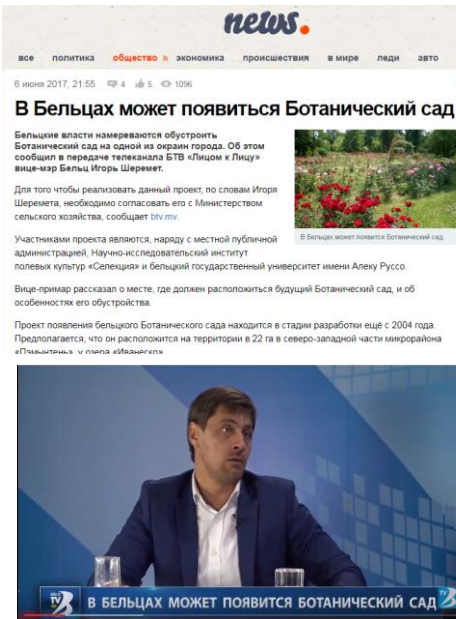 news.
все политика общество » экономика происшествия в мире леди авто
6 июня 2017, 21:55 4 5 1096
В Бельцах может появиться Ботанический сад
Бельцкие власти намереваются обустроить
Ботанический сад на одной из окраин города. Об этом
сообщил в передаче телеканала БТВ «Лицом к Лицу»
вице-мэр Бельц Игорь Шеремет.
Для того чтобы реализовать данный проект, по словам Игоря
Шеремета, необходимо согласовать его с Министерством
сельского хозяйства, сообщает btv.mv.
В Бельцах может появится Ботанический сад.
Участниками проекта являются, наряду с местной публичной
администрацией, Научно-исследовательский институт
полевых культур «Селекция» и бельцкий государственный университет имени Алеку Руссо.
Вице-примар рассказал о месте, где должен расположиться будущий Ботанический сад, и об
особенностях его обустройства.
Проект появления бельцкого Ботанического сада находится в стадии разработки ещё с 2004 года.
Предполагается, что он расположится на территории в 22 га в северо-западной части микрорайона
«Пэмынтень», у озера «Иванеско»
В БЕЛЬЦАХ МОЖЕТ ПОЯВИТСЯ БОТАНИЧЕСКИЙ САД